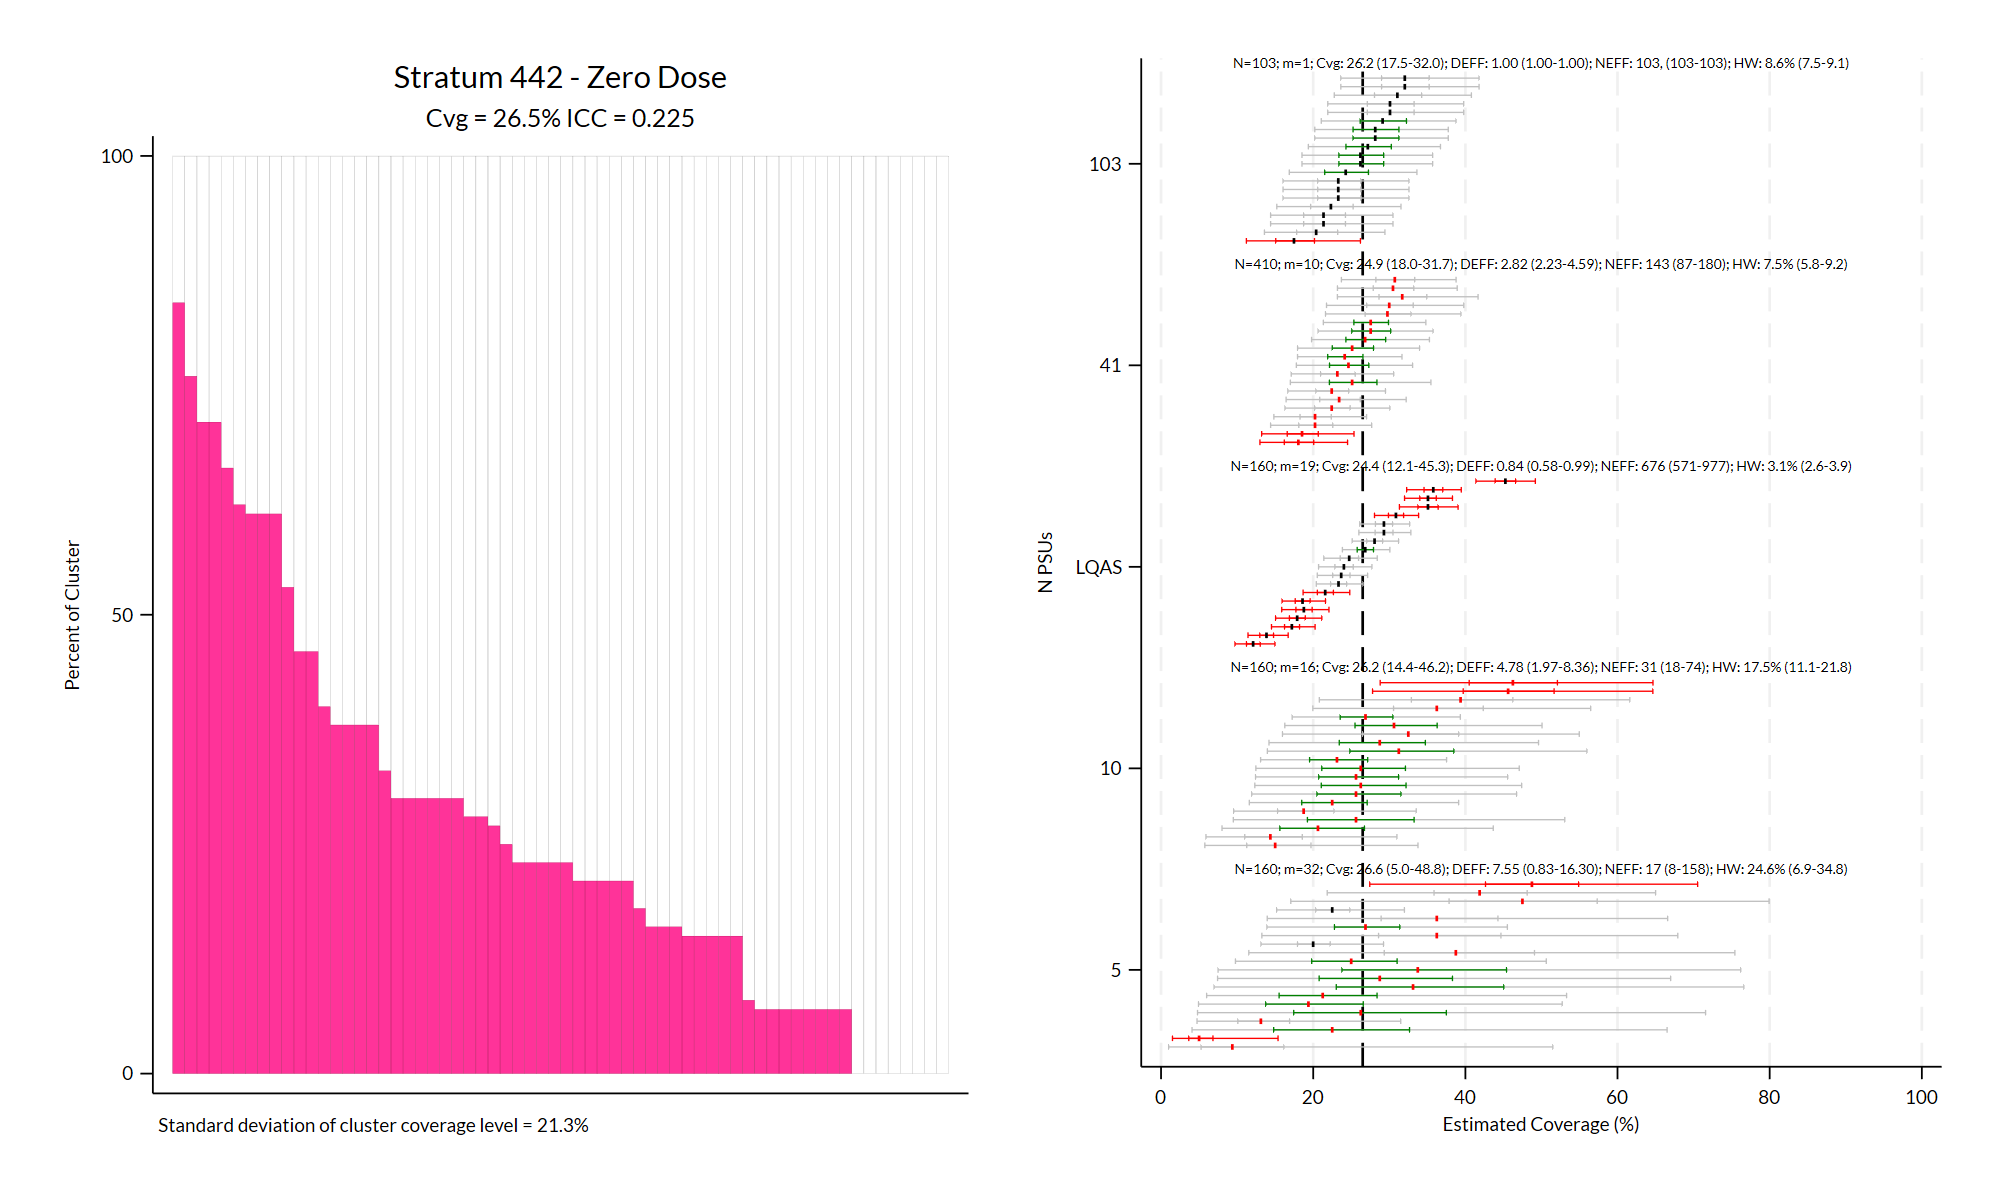 Stratum 442 - Zero Dose
Cvg = 26.5% ICC = 0.225
100
50
0
Percent of Cluster
Standard deviation of cluster coverage level = 21.3%
N=103; m=1; Cvg: 26.2 (17.5-32.0); DEFF: 1.00 (1.00-1.00); NEFF: 103, (103-103); HW: 8.6% (7.5-9.1)
103
N=410; m=10; Cvg: 24.9 (18.0-31.7); DEFF: 2.82 (2.23-4.59); NEFF: 143 (87-180); HW: 7.5% (5.8-9.2)
41
N=160; m=19; Cvg: 24.4 (12.1-45.3); DEFF: 0.84 (0.58-0.99); NEFF: 676 (571-977); HW: 3.1% (2.6-3.9)
LQAS
N PSUs
N=160; m=16; Cvg: 26.2 (14.4-46.2); DEFF: 4.78 (1.97-8.36); NEFF: 31 (18-74); HW: 17.5% (11.1-21.8)
10
N=160; m=32; Cvg: 26.6 (5.0-48.8); DEFF: 7.55 (0.83-16.30); NEFF: 17 (8-158); HW: 24.6% (6.9-34.8)
5
0 20 40 60 80 100
Estimated Coverage (%)